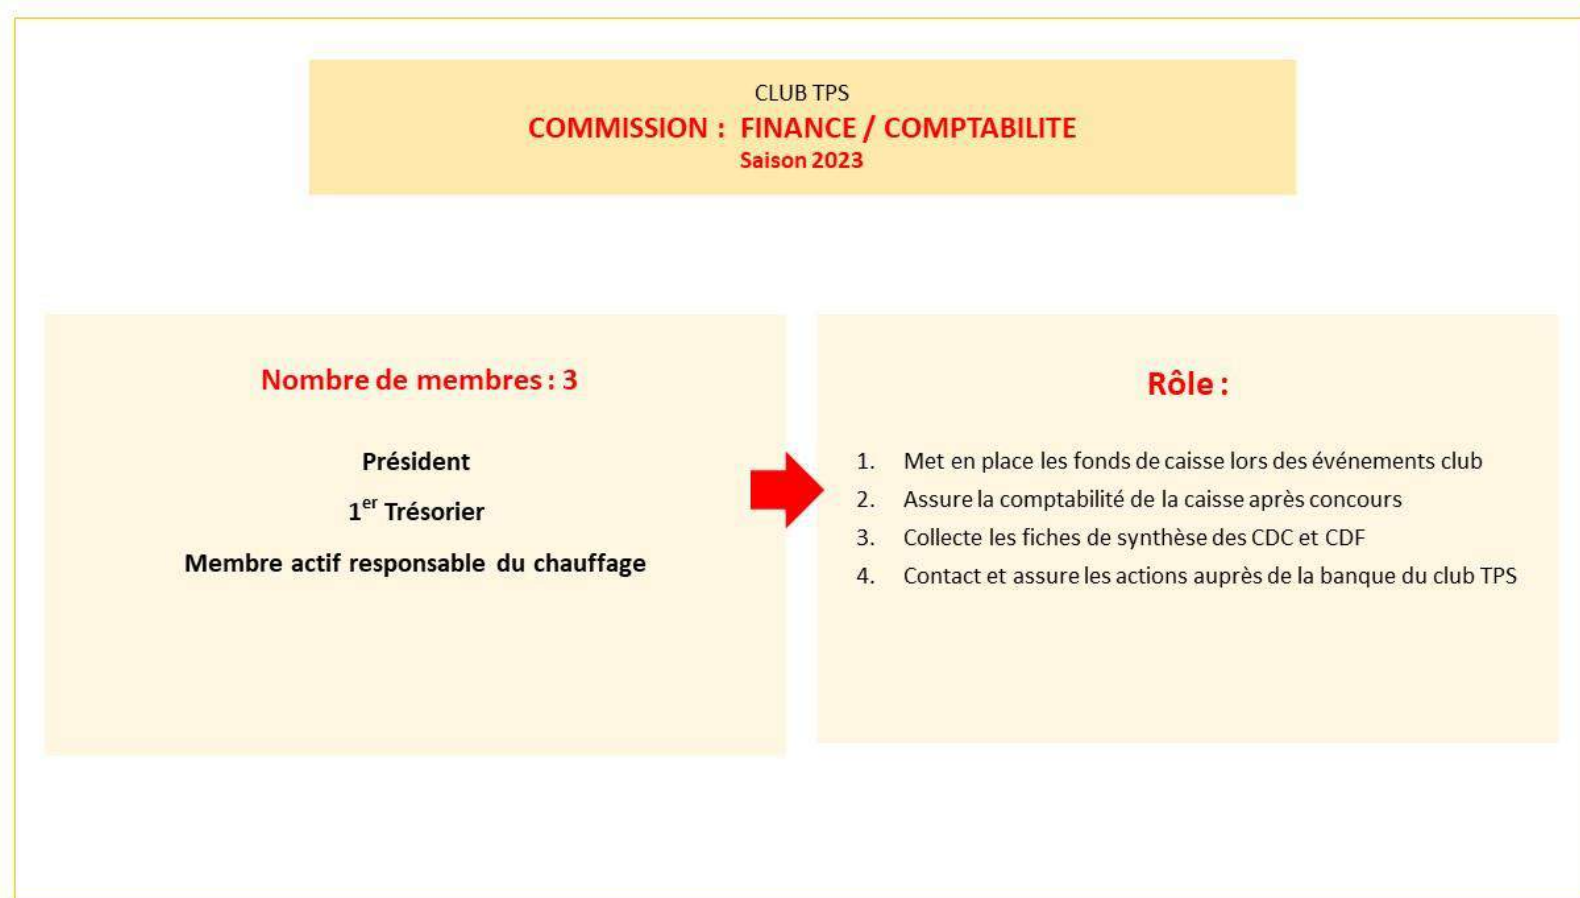 CLUB TPS
COMMISSION : FINANCE / COMPTABILITE
Saison 2023
Nombre de membres : 3
Président
1er Trésorier
Membre actif responsable du chauffage
Rôle :
1. Met en place les fonds de caisse lors des événements club
2. Assure la comptabilité de la caisse après concours
3. Collecte les fiches de synthèse des CDC et CDF
4. Contact et assure les actions auprès de la banque du club TPS